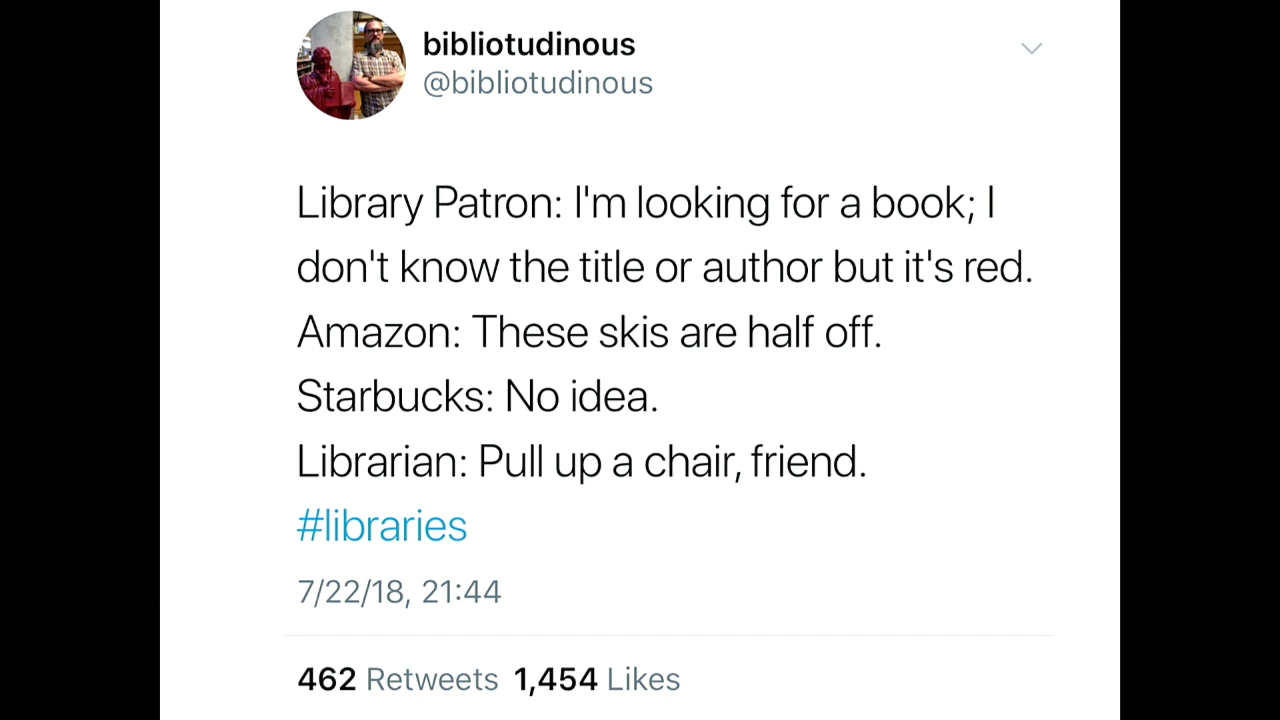 bibliotudinous
@bibliotudinous
Library Patron: I'm looking for a book; I
don't know the title or author but it's red.
Amazon: These skis are half off.
Starbucks: No idea.
Librarian: Pull up a chair, friend.
#libraries
7/22/18, 21:44
462 Retweets 1,454 Likes